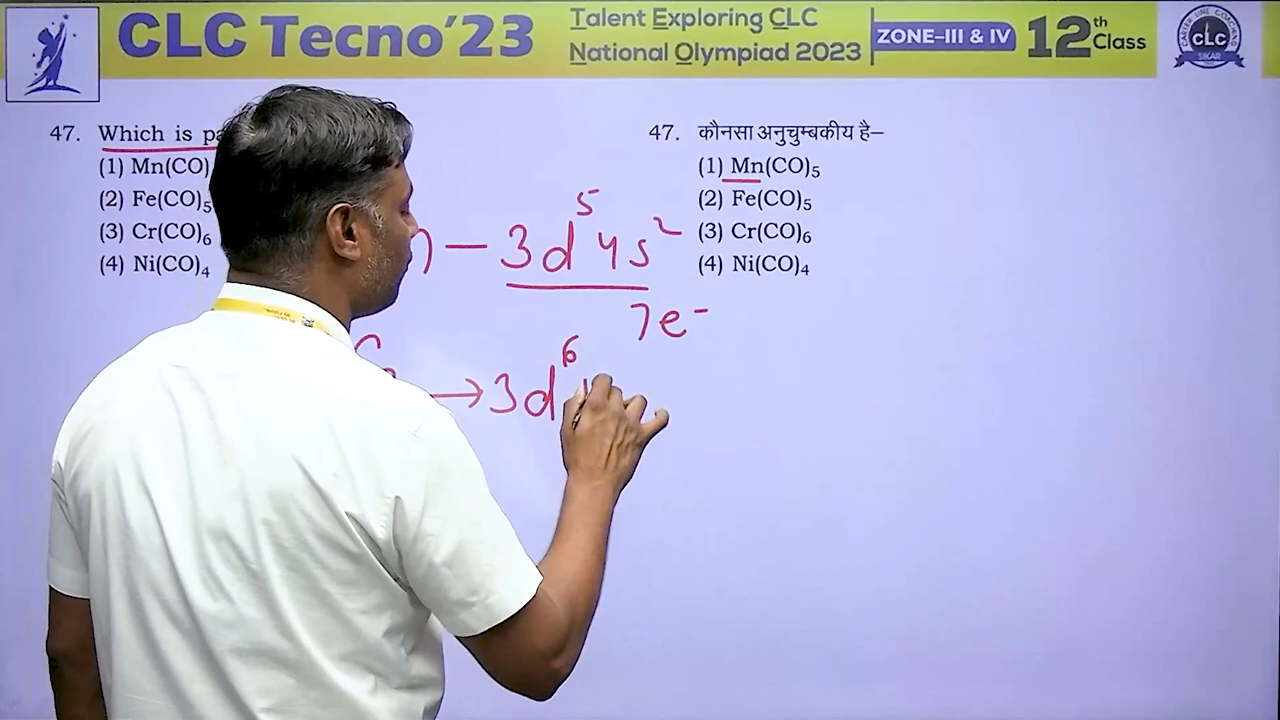 CLC Tecno'23
Talent Exploring CLC
National Olympiad 2023
ZONE–III & IV
12th Class
CLC
SIKAR
47. Which is
(1) Mn(CO)
(2) Fe(CO)5
(3) Cr(CO)6
(4) Ni(CO)4
47. कौनसा अनुचुम्बकीय है–
(1) Mn(CO)5
(2) Fe(CO)5
(3) Cr(CO)6
(4) Ni(CO)4
– 3d5 4s2
7e-
→ 3d6